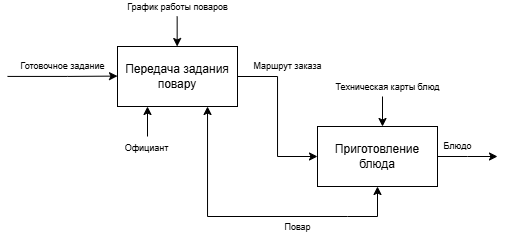 График работы поваров
Готовочное задание
Передача задания
повару
Маршрут заказа
Техническая карты блюд
Официант
Приготовление
блюда
Блюдо
Повар